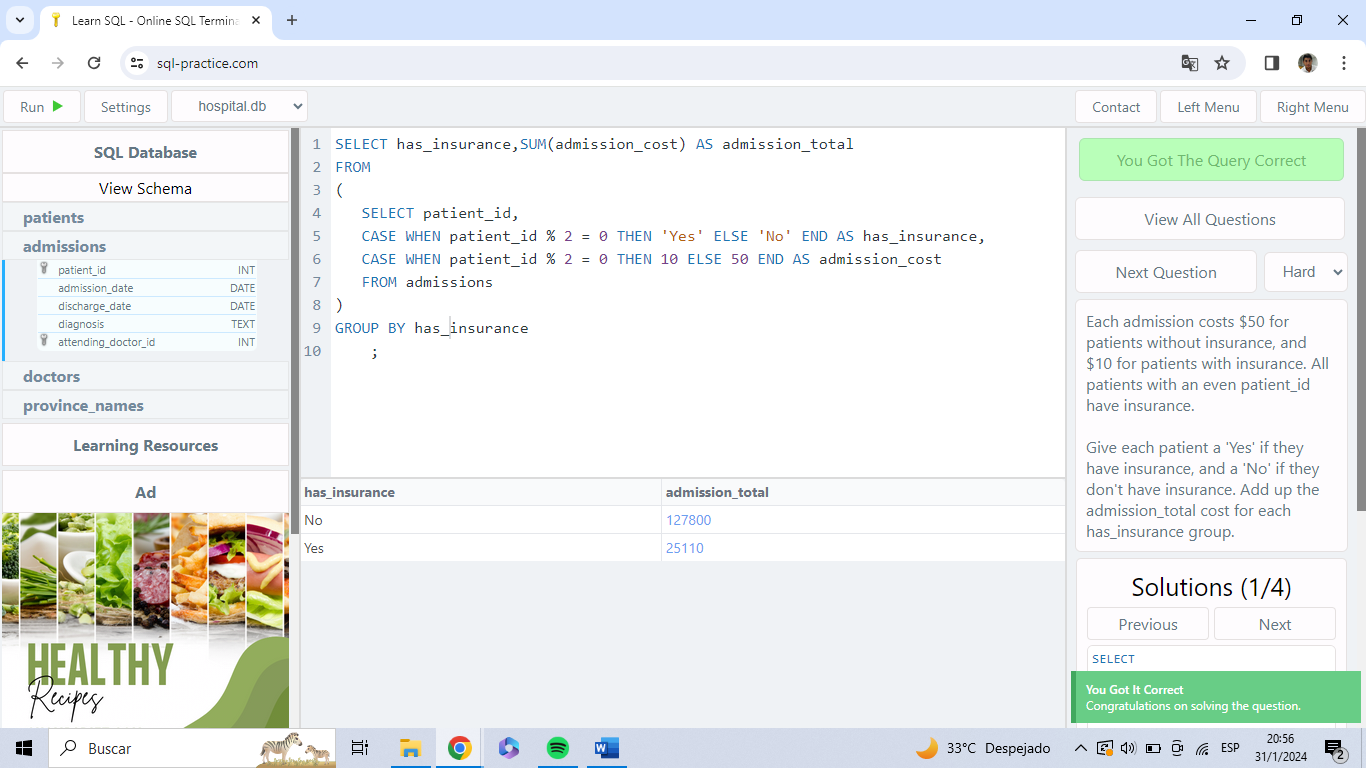 Learn SQL - Online SQL Termina
sql-practice.com
Run
Settings
hospital.db
Contact
Left Menu
Right Menu
SQL Database
View Schema
patients
admissions
patient_id INT
admission_date DATE
discharge_date DATE
diagnosis TEXT
attending_doctor_id INT
doctors
province_names
Learning Resources
Ad
HEALTHY
Recipes
1 SELECT has_insurance,SUM(admission_cost) AS admission_total
2 FROM
3 (
4 SELECT patient_id,
5 CASE WHEN patient_id % 2 = 0 THEN 'Yes' ELSE 'No' END AS has_insurance,
6 CASE WHEN patient_id % 2 = 0 THEN 10 ELSE 50 END AS admission_cost
7 FROM admissions
8 )
9 GROUP BY has_insurance
10 ;
has_insurance admission_total
No 127800
Yes 25110
You Got The Query Correct
View All Questions
Next Question
Hard
Each admission costs $50 for
patients without insurance, and
$10 for patients with insurance. All
patients with an even patient_id
have insurance.
Give each patient a 'Yes' if they
have insurance, and a 'No' if they
don't have insurance. Add up the
admission_total cost for each
has_insurance group.
Solutions (1/4)
Previous
Next
SELECT
You Got It Correct
Congratulations on solving the question.
Buscar
33°C Despejado
ESP
20:56
31/1/2024
2